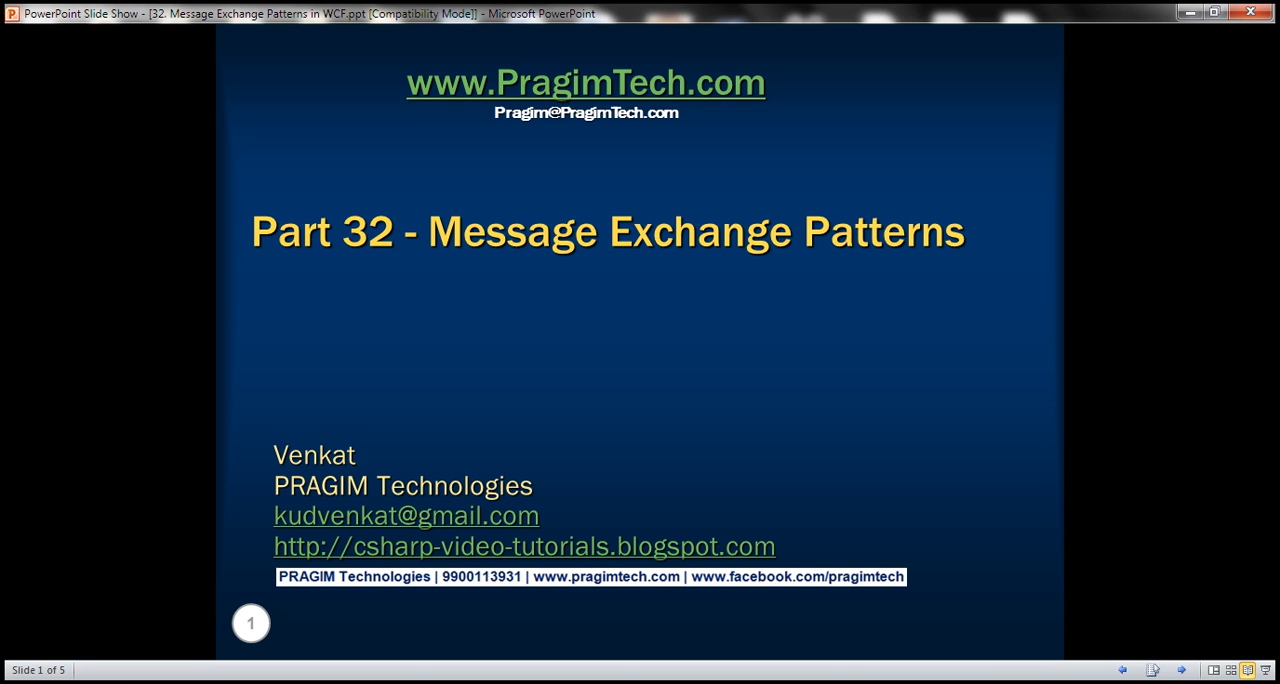 PowerPoint Slide Show - [32. Message Exchange Patterns in WCF.ppt [Compatibility Mode]] - Microsoft PowerPoint
www.PragimTech.com
Pragim@PragimTech.com
Part 32 - Message Exchange Patterns
Venkat
PRAGIM Technologies
kudvenkat@gmail.com
http://csharp-video-tutorials.blogspot.com
PRAGIM Technologies | 9900113931 | www.pragimtech.com | www.facebook.com/pragimtech
1
Slide 1 of 5